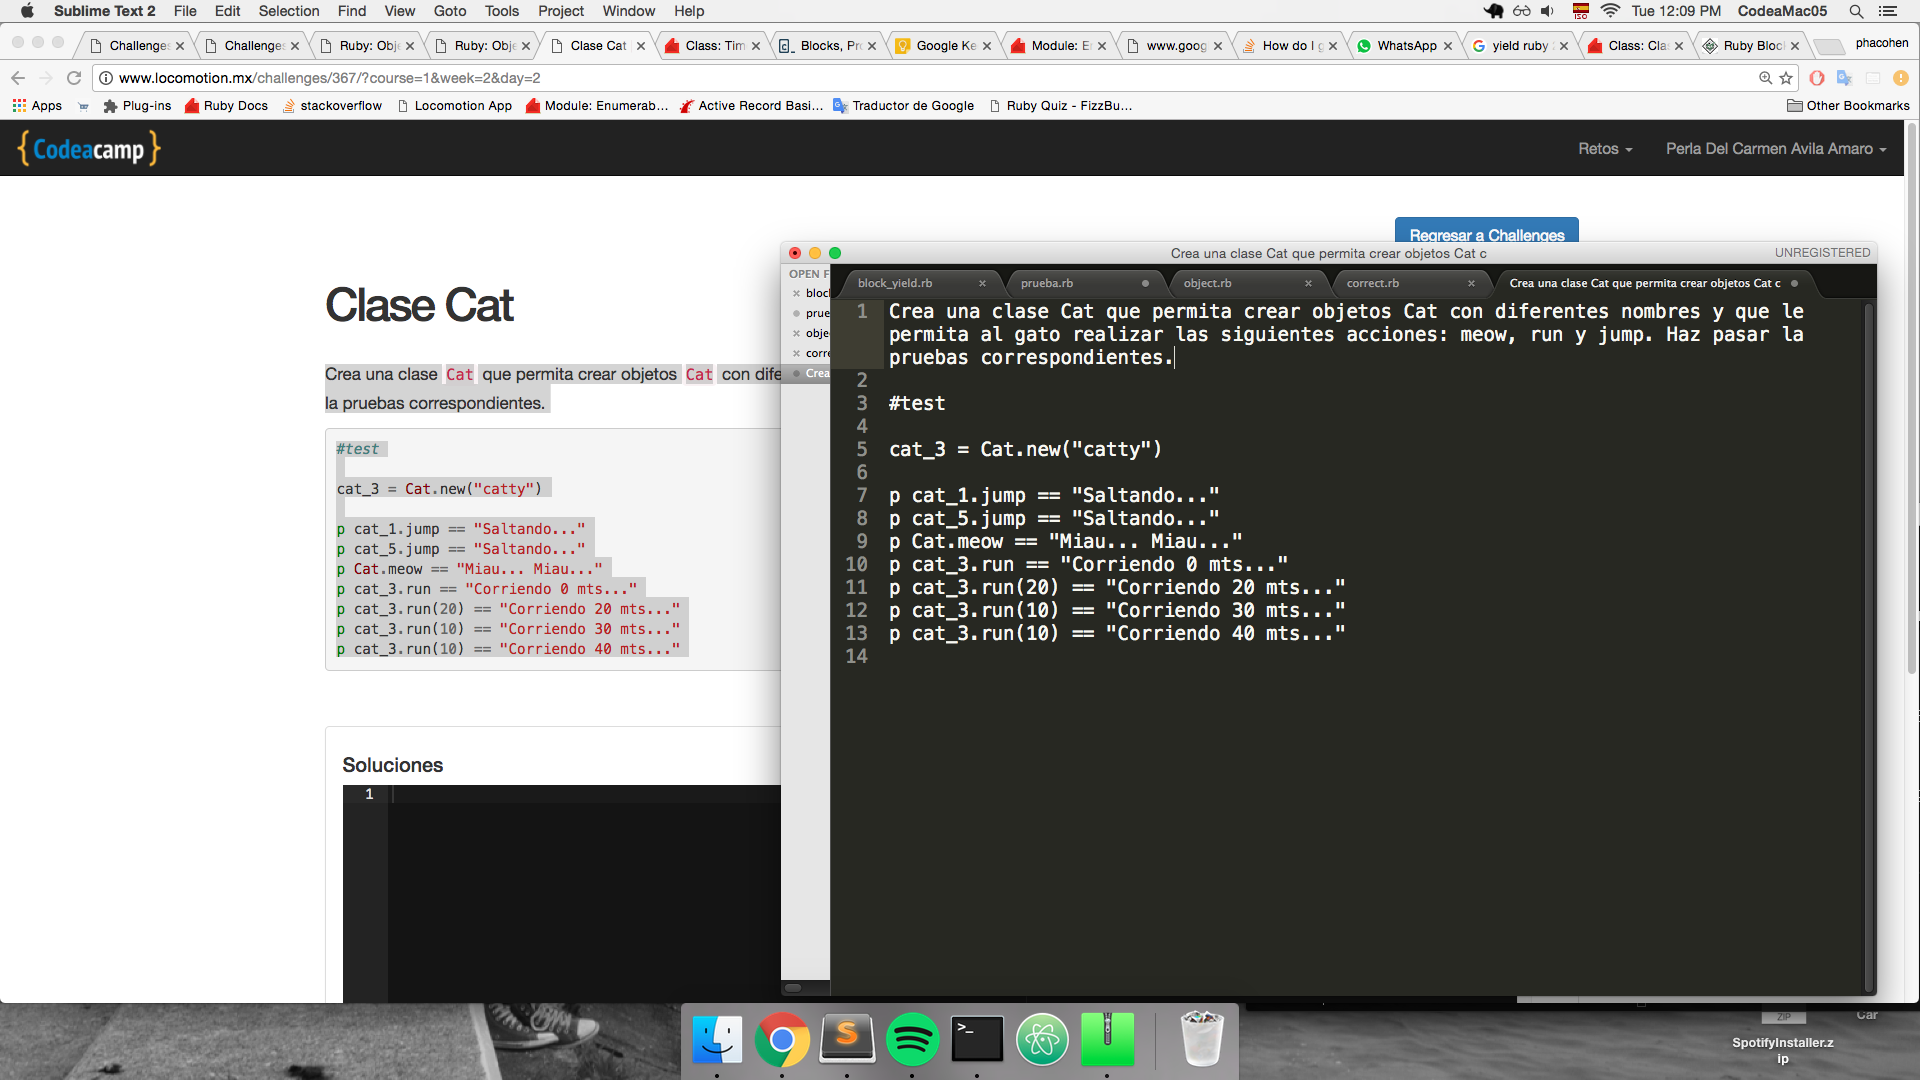 Sublime Text 2 File Edit Selection Find View Goto Tools Project Window Help
ISO Tue 12:09 PM CodeaMac05
Challenges Challenges Ruby: Obje Ruby: Obje Clase Cat Class: Tim Blocks, Pro Google Ke Module: E www.goog How do I g WhatsApp yield ruby Class: Clas Ruby Bloc phacohen
www.locomotion.mx/challenges/367/?course=1&week=2&day=2
Apps Plug-ins Ruby Docs stackoverflow Locomotion App Module: Enumerab... Active Record Basi... Traductor de Google Ruby Quiz - FizzBu... Other Bookmarks
{Codeacamp}
Retos Perla Del Carmen Avila Amaro
Regresar a Challenges
Clase Cat
Crea una clase Cat que permita crear objetos Cat con dife
la pruebas correspondientes.
#test
cat_3 = Cat.new("catty")
p cat_1.jump == "Saltando..."
p cat_5.jump == "Saltando..."
p Cat.meow == "Miau... Miau..."
p cat_3.run == "Corriendo 0 mts..."
p cat_3.run(20) == "Corriendo 20 mts..."
p cat_3.run(10) == "Corriendo 30 mts..."
p cat_3.run(10) == "Corriendo 40 mts..."
Soluciones
1
Crea una clase Cat que permita crear objetos Cat c
UNREGISTERED
OPEN F
bloc
prue
obje
corre
Crea
block_yield.rb prueba.rb object.rb correct.rb Crea una clase Cat que permita crear objetos Cat c
1 Crea una clase Cat que permita crear objetos Cat con diferentes nombres y que le
permita al gato realizar las siguientes acciones: meow, run y jump. Haz pasar la
pruebas correspondientes.
2
3 #test
4
5 cat_3 = Cat.new("catty")
6
7 p cat_1.jump == "Saltando..."
8 p cat_5.jump == "Saltando..."
9 p Cat.meow == "Miau... Miau..."
10 p cat_3.run == "Corriendo 0 mts..."
11 p cat_3.run(20) == "Corriendo 20 mts..."
12 p cat_3.run(10) == "Corriendo 30 mts..."
13 p cat_3.run(10) == "Corriendo 40 mts..."
14
ZIP
Car
SpotifyInstaller.z
ip